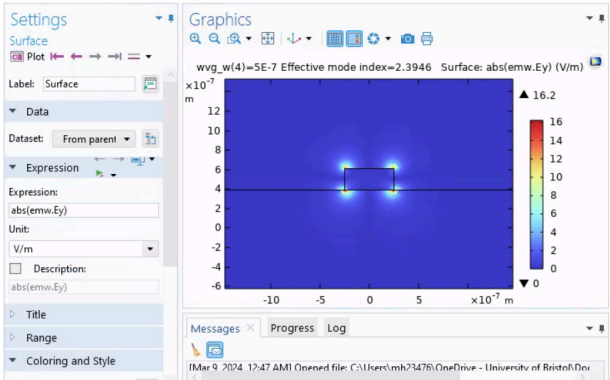 Settings
Surface
Plot
Label: Surface
Data
Dataset: From parent
Expression
Expression:
abs(emw.Ey)
Unit:
V/m
Description:
abs(emw.Ey)
Title
Range
Coloring and Style
Graphics
wvg_w(4)=5E-7 Effective mode index=2.3946 Surface: abs(emw.Ey) (V/m)
×10⁻⁷
m
12
10
8
6
4
2
0
-2
-4
-6
-10 -5 0 5 ×10⁻⁷ m
▲ 16.2
16
14
12
10
8
6
4
2
0
▼ 0
Messages Progress Log
[Mar 9, 2024, 12:47 AM] Opened file: C:\Users\mh23476\OneDrive - University of Bristol\Doc